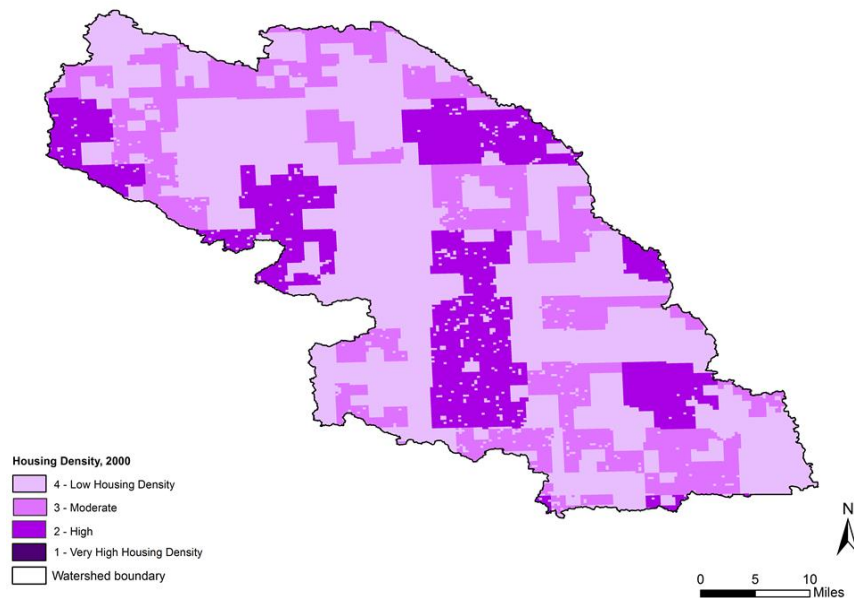 Housing Density, 2000
4 - Low Housing Density
3 - Moderate
2 - High
1 - Very High Housing Density
Watershed boundary
N
0 5 10
Miles